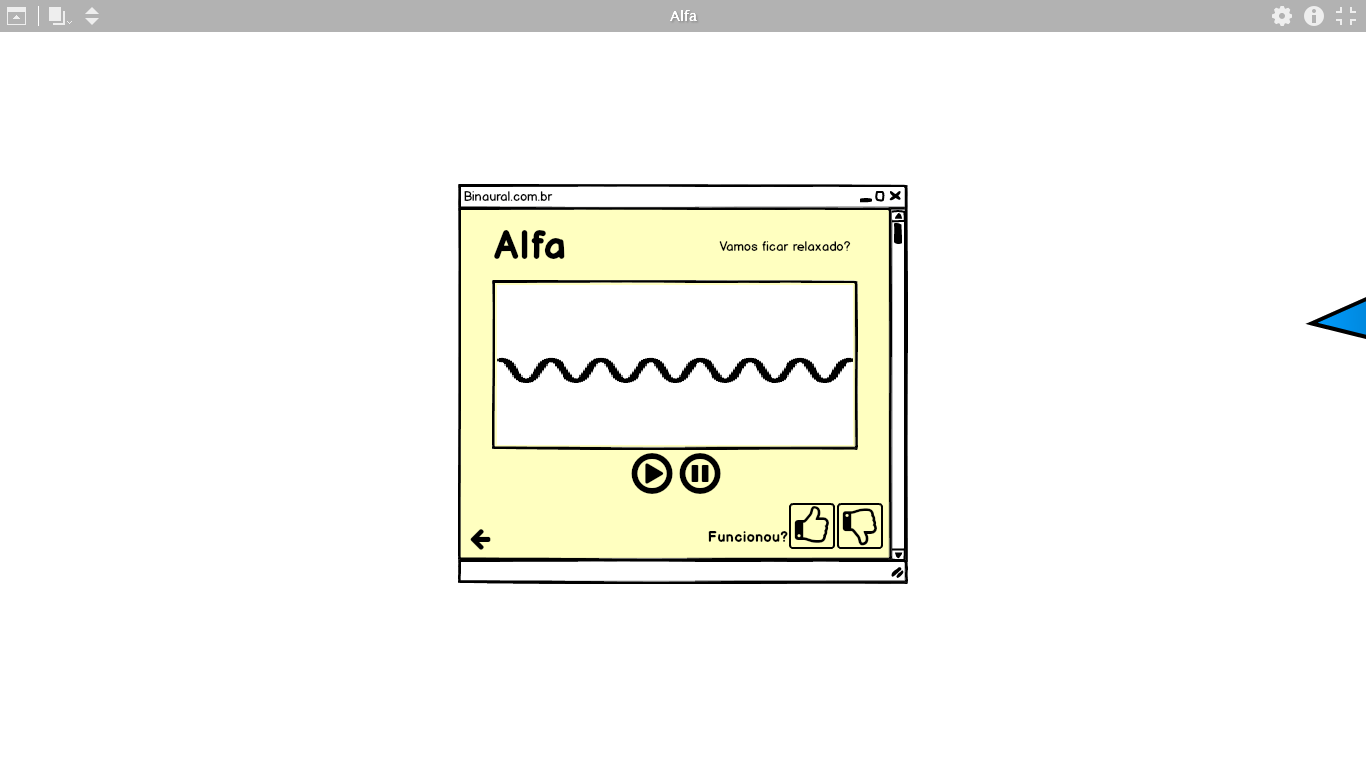 Alfa
Binaural.com.br
Alfa
Vamos ficar relaxado?
Funcionou?